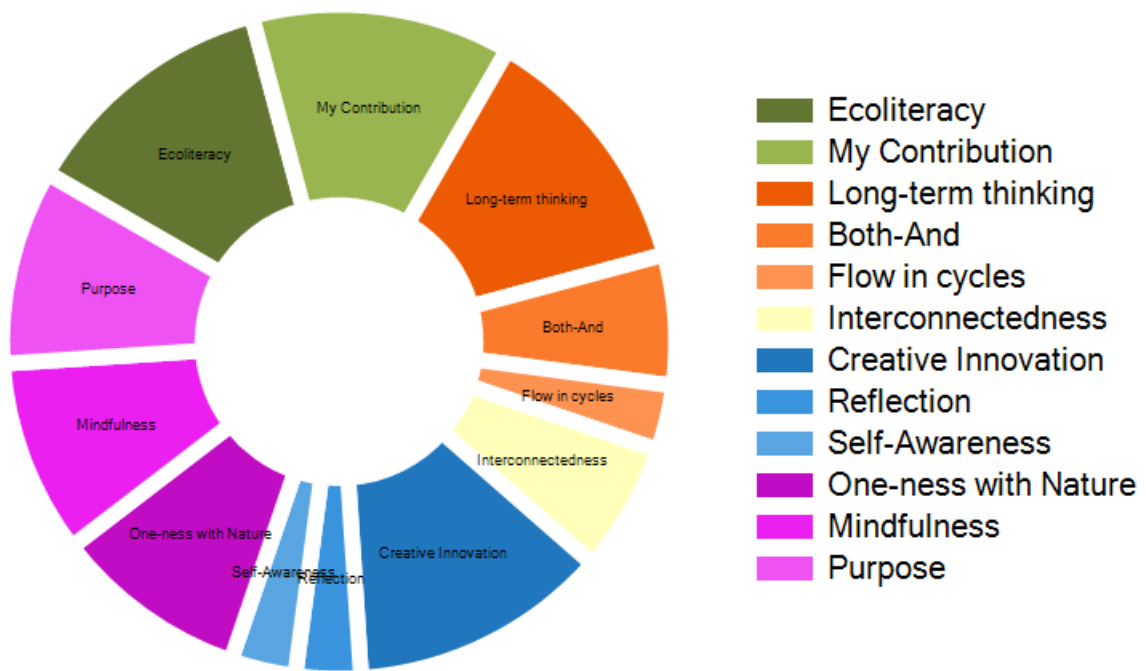 My Contribution
Ecoliteracy
Long-term thinking
Purpose
Both-And
Flow in cycles
Mindfulness
Interconnectedness
One-ness with Nature
Creative Innovation
Self-Awareness
Reflection
Ecoliteracy
My Contribution
Long-term thinking
Both-And
Flow in cycles
Interconnectedness
Creative Innovation
Reflection
Self-Awareness
One-ness with Nature
Mindfulness
Purpose